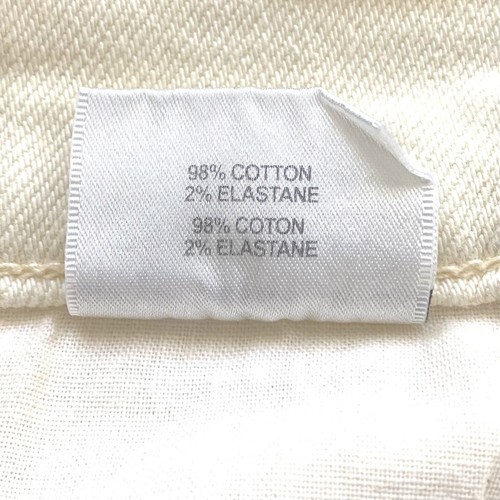 98% COTTON
2% ELASTANE
98% COTON
2% ELASTANE